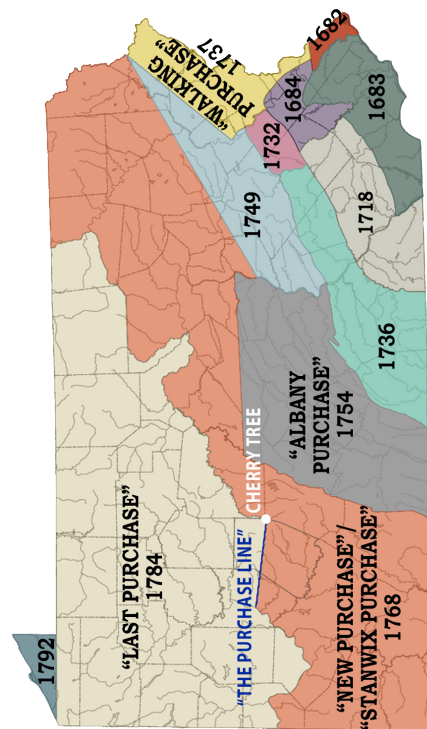 1792
“LAST PURCHASE”
1784
“THE PURCHASE LINE”
CHERRY TREE
“NEW PURCHASE” /
“STANWIX PURCHASE”
1768
“ALBANY
PURCHASE”
1754
1736
1749
1718
“WALKING
PURCHASE”
1737
1732
1684
1682
1683